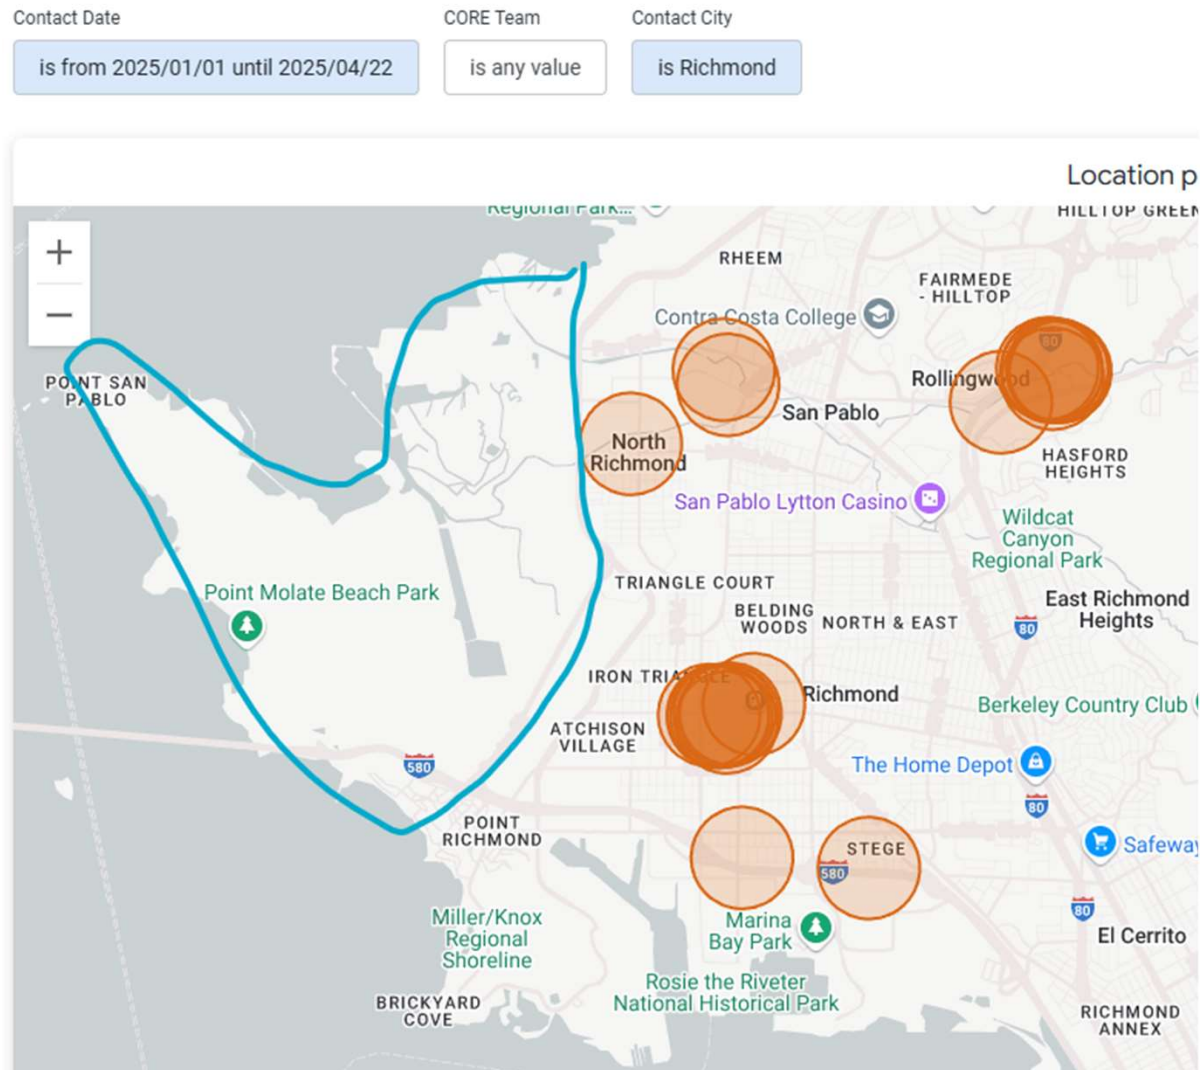 Contact Date
CORE Team
Contact City
is from 2025/01/01 until 2025/04/22
is any value
is Richmond
Location p
Regional Park...
HILLTOP GREEN
+
−
RHEEM
FAIRMEDE
- HILLTOP
Contra Costa College
80
POINT SAN
PABLO
Rollingwood
San Pablo
North
Richmond
HASFORD
HEIGHTS
San Pablo Lytton Casino
Wildcat
Canyon
Regional Park
TRIANGLE COURT
Point Molate Beach Park
East Richmond
Heights
BELDING
WOODS
NORTH & EAST
80
IRON TRIANGLE
Richmond
Berkeley Country Club
ATCHISON
VILLAGE
580
The Home Depot
80
POINT
RICHMOND
STEGE
580
Safeway
Miller/Knox
Regional
Shoreline
Marina
Bay Park
80
El Cerrito
Rosie the Riveter
National Historical Park
BRICKYARD
COVE
RICHMOND
ANNEX